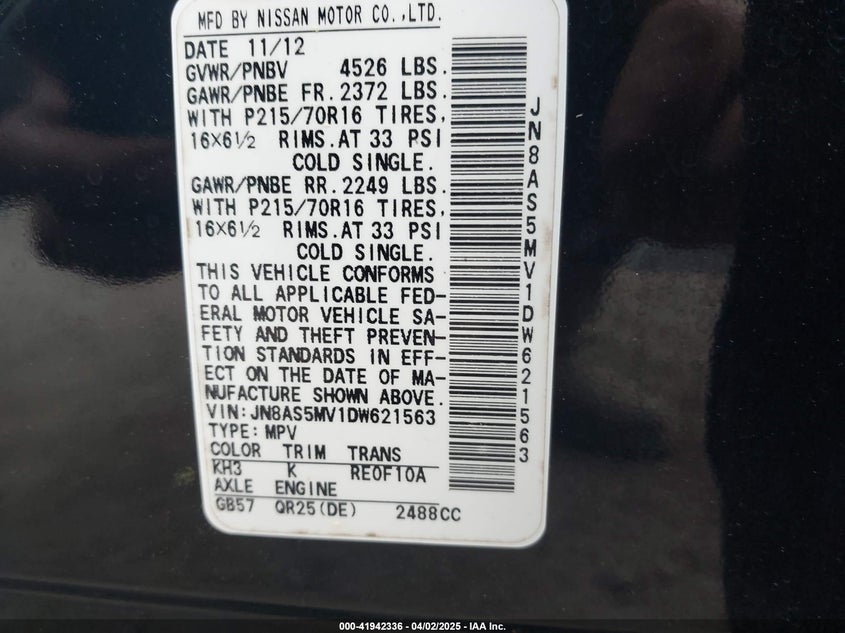 MFD BY NISSAN MOTOR CO.,LTD.
DATE 11/12
GVWR/PNBV 4526 LBS.
GAWR/PNBE FR.2372 LBS.
WITH P215/70R16 TIRES,
16×6½ RIMS.AT 33 PSI
COLD SINGLE.
GAWR/PNBE RR.2249 LBS.
WITH P215/70R16 TIRES,
16×6½ RIMS.AT 33 PSI
COLD SINGLE.
THIS VEHICLE CONFORMS
TO ALL APPLICABLE FED-
ERAL MOTOR VEHICLE SA-
FETY AND THEFT PREVEN-
TION STANDARDS IN EFF-
ECT ON THE DATE OF MA-
NUFACTURE SHOWN ABOVE.
VIN:JN8AS5MV1DW621563
TYPE:MPV
COLOR TRIM TRANS
KH3 K RE0F10A
AXLE ENGINE
GB57 QR25(DE) 2488CC
JN8AS5MV1DW621563
000-41942336 - 04/02/2025 - IAA Inc.